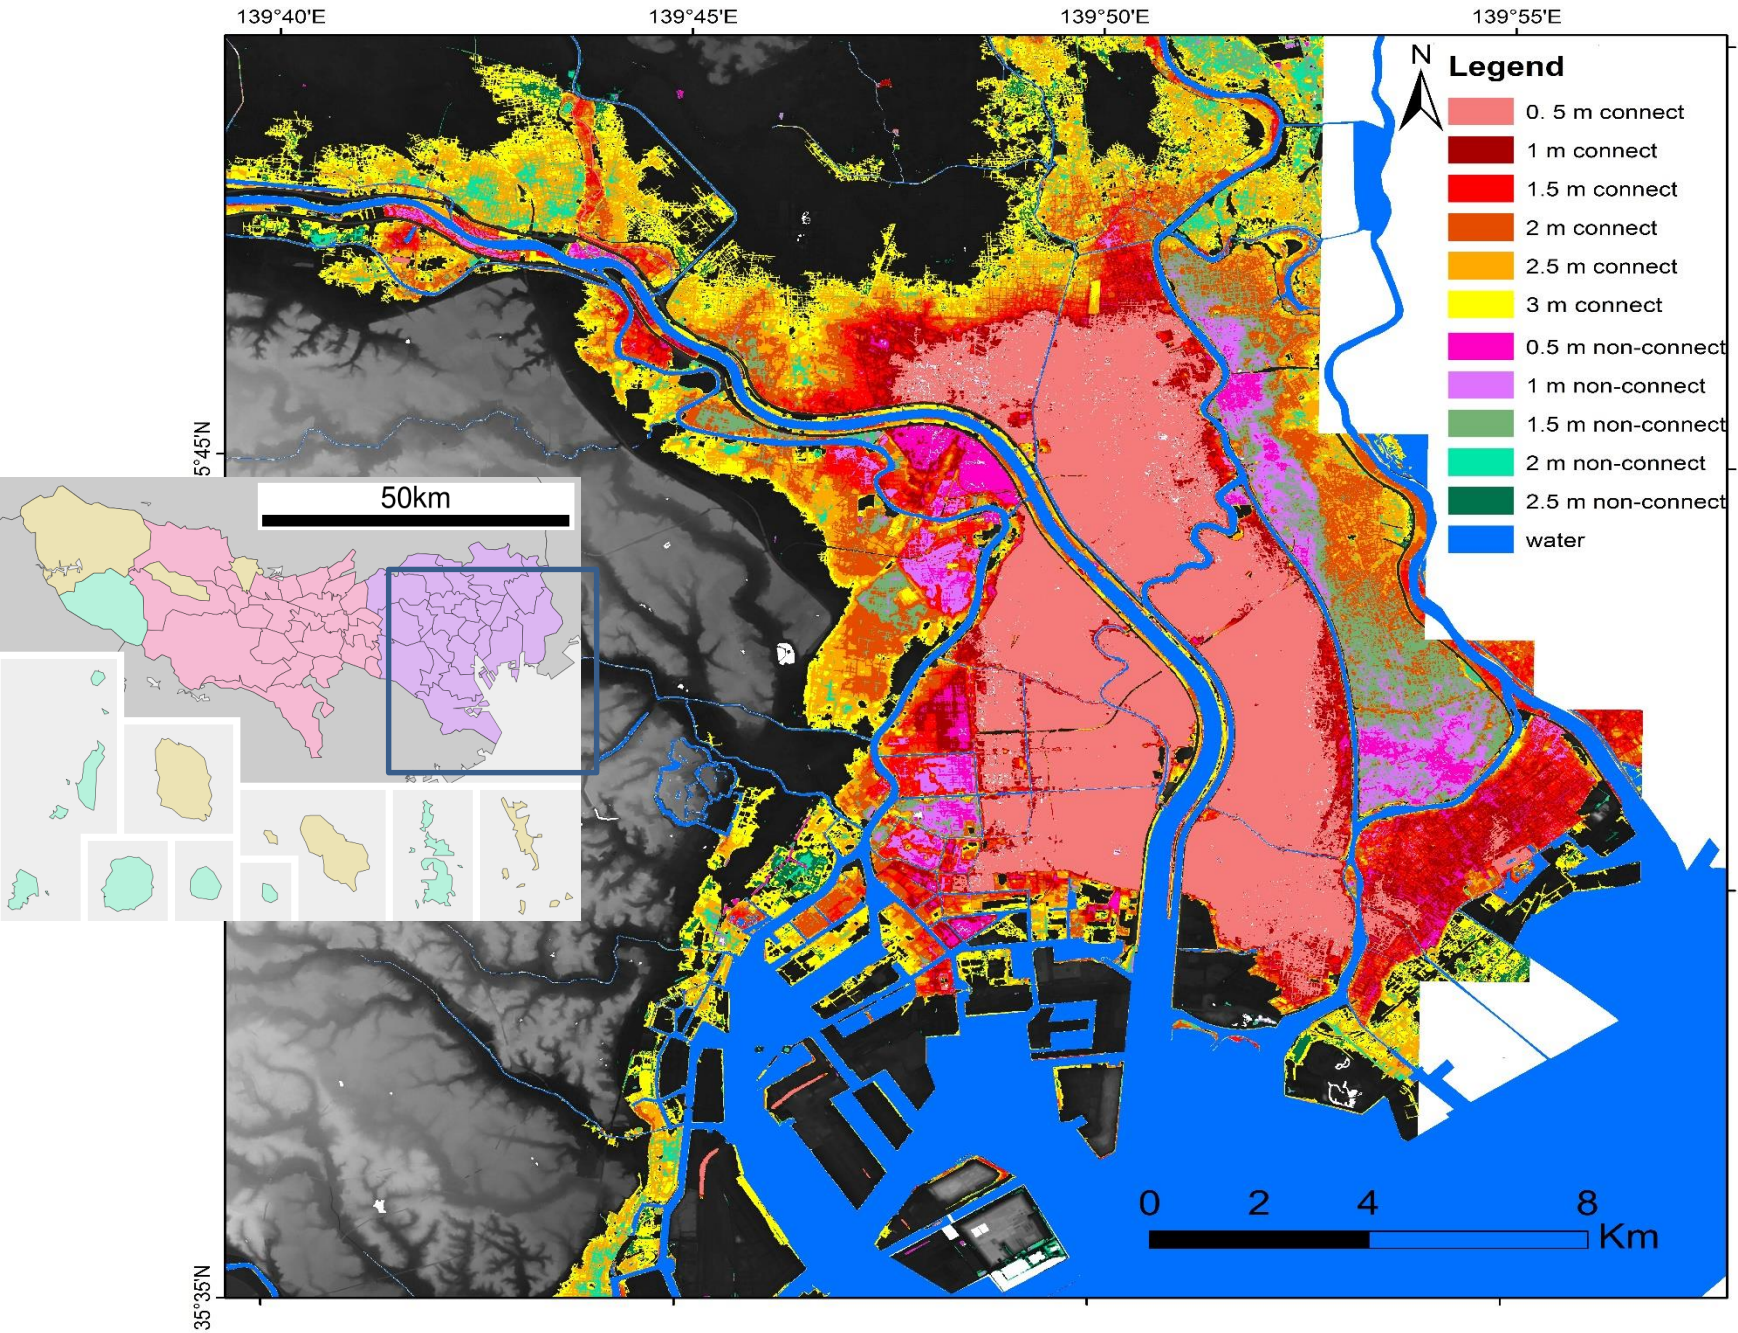 139°40'E 139°45'E 139°50'E 139°55'E
N
Legend
0. 5 m connect
1 m connect
1.5 m connect
2 m connect
2.5 m connect
3 m connect
0.5 m non-connect
1 m non-connect
1.5 m non-connect
2 m non-connect
2.5 m non-connect
water
5°45'N
50km
0 2 4 8
Km
35°35'N